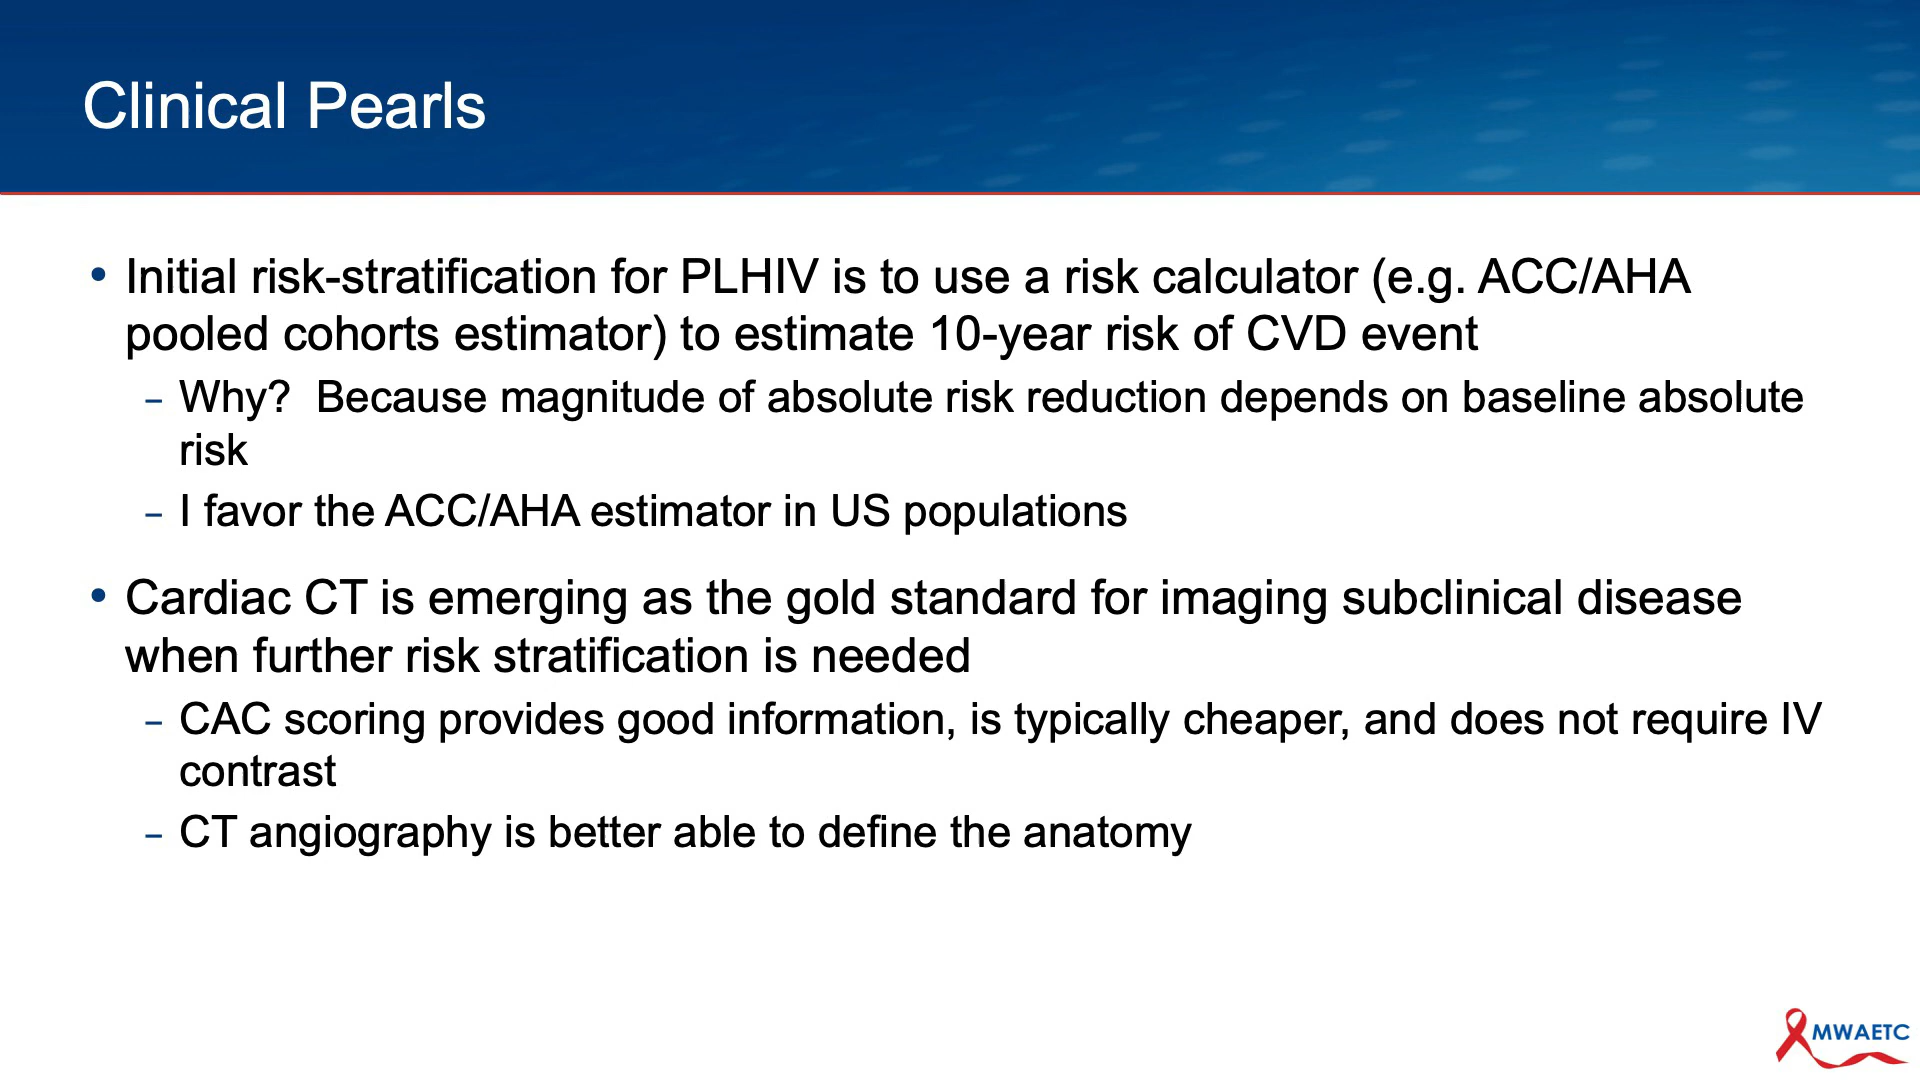 Clinical Pearls
• Initial risk-stratification for PLHIV is to use a risk calculator (e.g. ACC/AHA
pooled cohorts estimator) to estimate 10-year risk of CVD event
– Why?  Because magnitude of absolute risk reduction depends on baseline absolute
risk
– I favor the ACC/AHA estimator in US populations
• Cardiac CT is emerging as the gold standard for imaging subclinical disease
when further risk stratification is needed
– CAC scoring provides good information, is typically cheaper, and does not require IV
contrast
– CT angiography is better able to define the anatomy
MWAETC